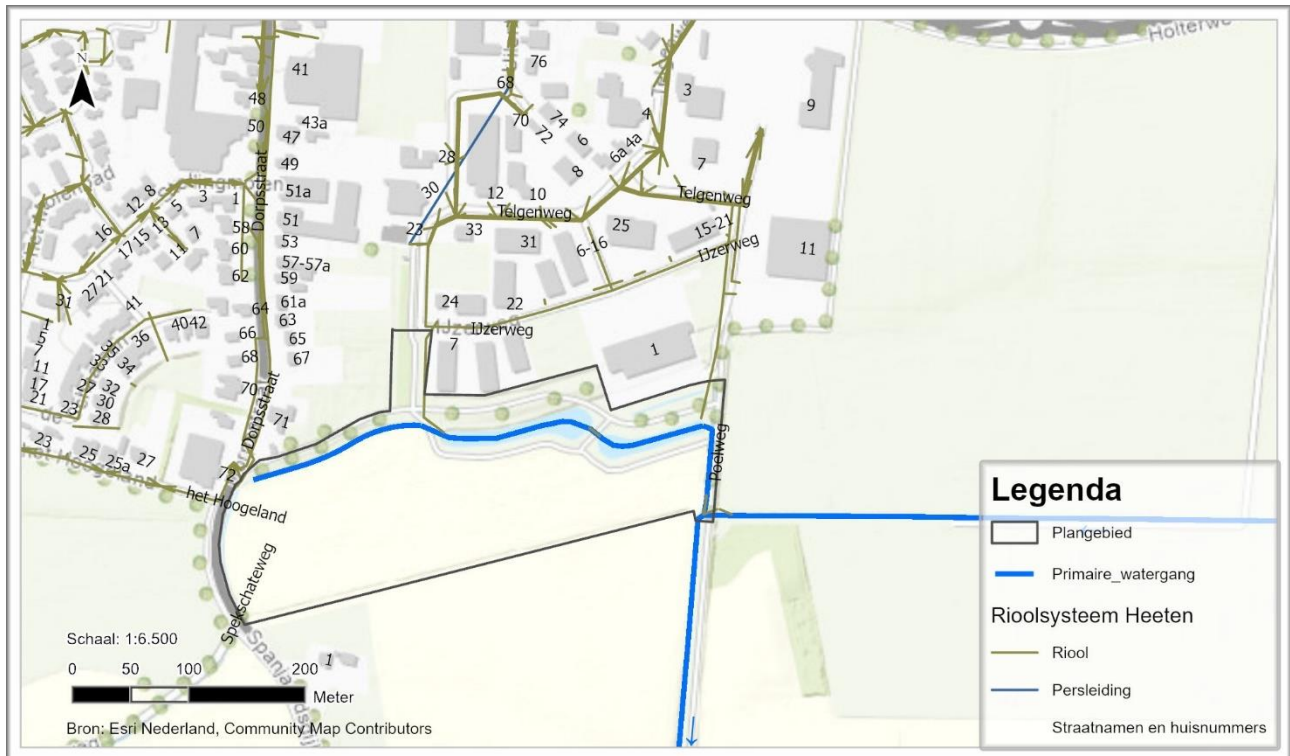 Holterweg
N
41
76
68
3
9
48
70
74
72
4
50
43a
47
6
6a
4a
28
7
49
8
Dorpsstraat
12
8
3
1
51a
30
12
10
Telgenweg
Telgenweg
5
16
13
15
17
7
11
58
51
23
33
31
25
15-21
6-16
IJzerweg
11
60
53
57-57a
62
59
21
27
31
41
61a
24
22
64
40
42
63
IJzerweg
66
65
7
1
36
5
7
68
67
34
11
32
17
27
30
70
21
23
28
71
Dorpsstraat
23
25
25a
27
72
het Hoogeland
Poelweg
Spekschateweg
1
Legenda
Plangebied
Primaire_watergang
Rioolsysteem Heeten
Riool
Persleiding
Straatnamen en huisnummers
Schaal: 1:6.500
0 50 100 200
Meter
Bron: Esri Nederland, Community Map Contributors